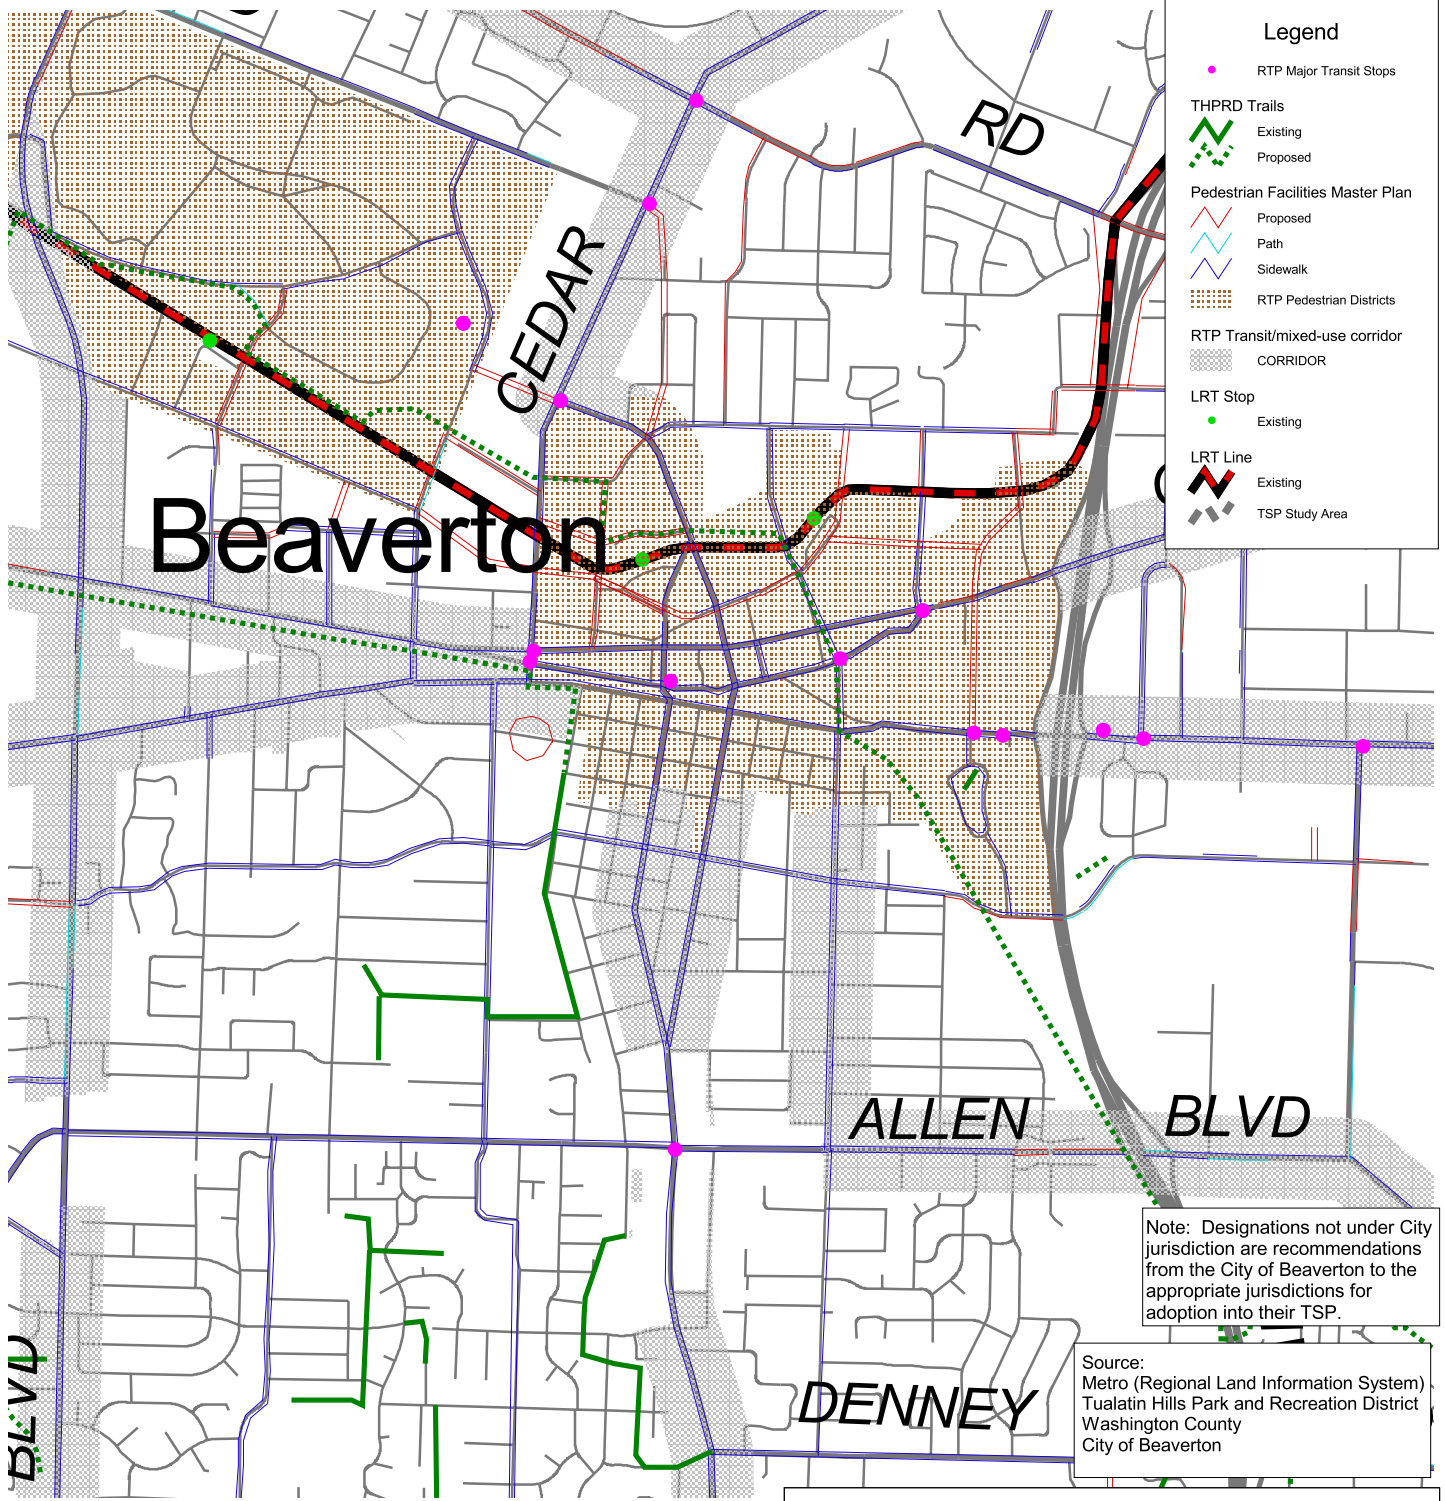 Legend
RTP Major Transit Stops
THPRD Trails
Existing
Proposed
Pedestrian Facilities Master Plan
Proposed
Path
Sidewalk
RTP Pedestrian Districts
RTP Transit/mixed-use corridor
CORRIDOR
LRT Stop
Existing
LRT Line
Existing
TSP Study Area
RD
CEDAR
Beaverton
ALLEN BLVD
Note: Designations not under City
jurisdiction are recommendations
from the City of Beaverton to the
appropriate jurisdictions for
adoption into their TSP.
BLVD
DENNEY
Source:
Metro (Regional Land Information System)
Tualatin Hills Park and Recreation District
Washington County
City of Beaverton